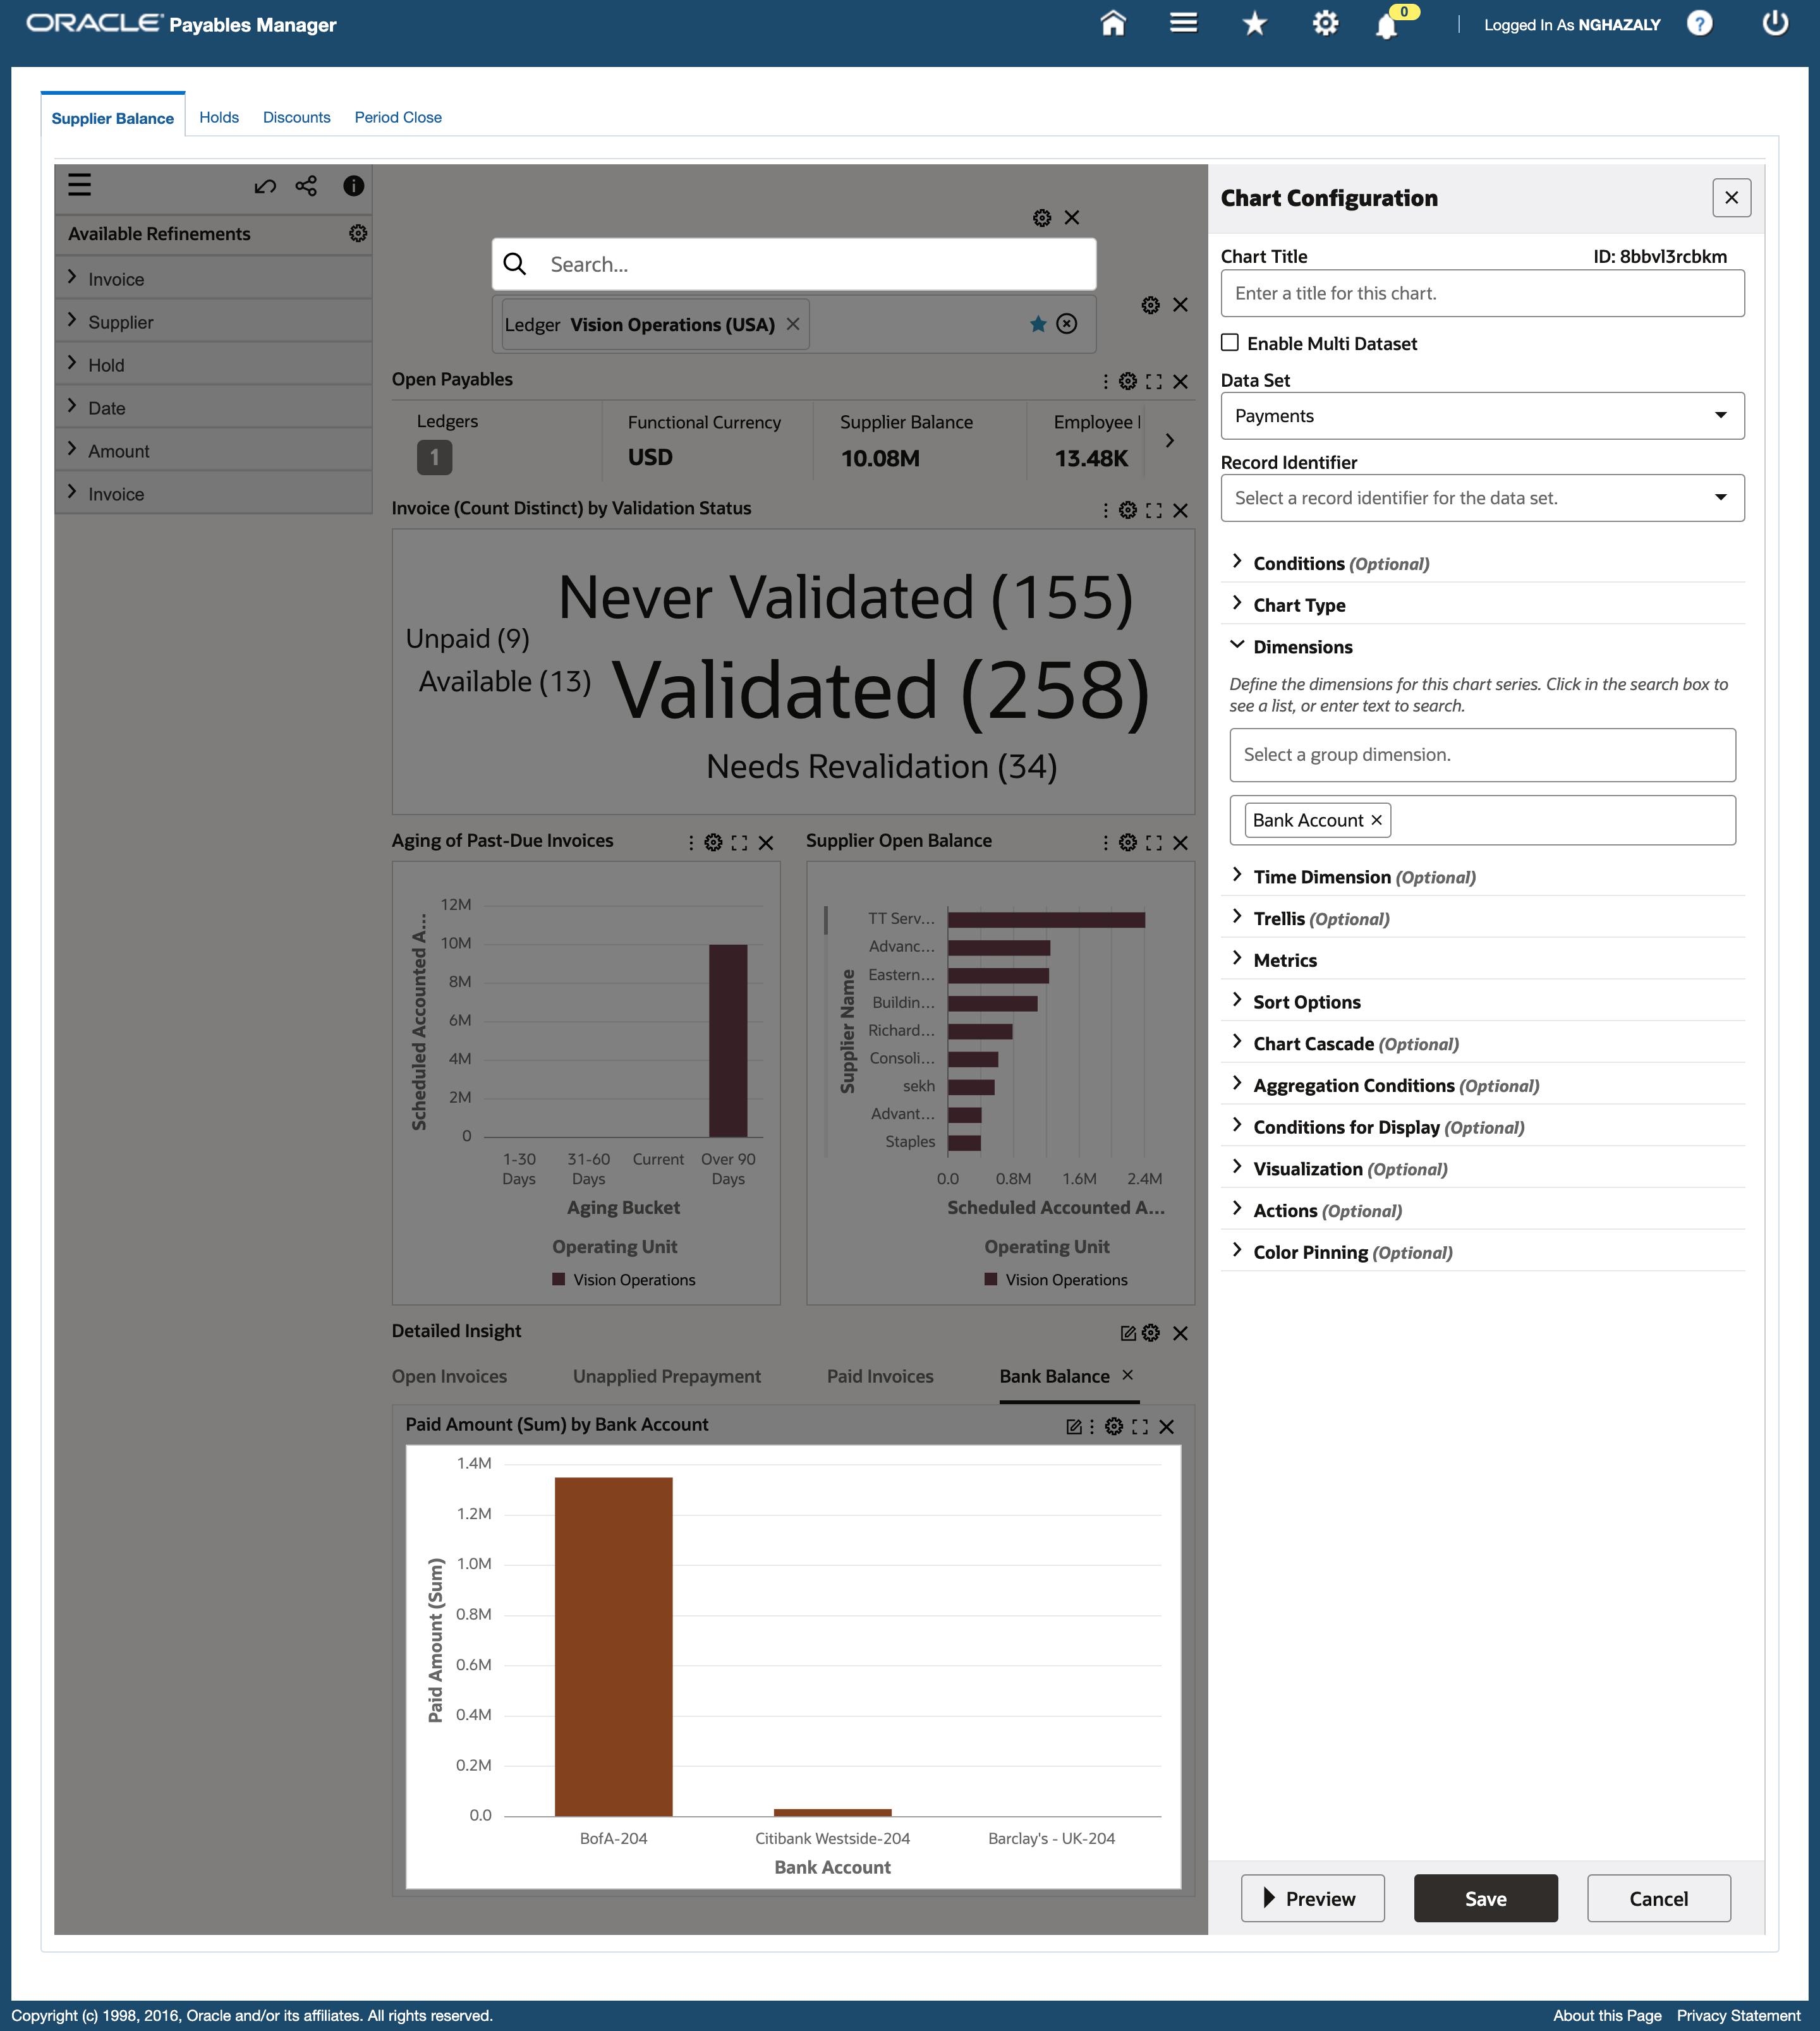 ORACLE Payables Manager
0
Logged In As NGHAZALY
?
Supplier Balance
Holds
Discounts
Period Close
Available Refinements
Invoice
Supplier
Hold
Date
Amount
Invoice
Search...
Ledger Vision Operations (USA)
Open Payables
Ledgers
1
Functional Currency
USD
Supplier Balance
10.08M
Employee
13.48K
Invoice (Count Distinct) by Validation Status
Never Validated (155)
Unpaid (9)
Available (13)
Validated (258)
Needs Revalidation (34)
Aging of Past-Due Invoices
Scheduled Accounted A...
12M
10M
8M
6M
4M
2M
0
1-30 Days
31-60 Days
Current
Over 90 Days
Aging Bucket
Operating Unit
Vision Operations
Supplier Open Balance
Supplier Name
TT Serv...
Advanc...
Eastern...
Buildin...
Richard...
Consoli...
sekh
Advant...
Staples
0.0
0.8M
1.6M
2.4M
Scheduled Accounted A...
Operating Unit
Vision Operations
Detailed Insight
Open Invoices
Unapplied Prepayment
Paid Invoices
Bank Balance
Paid Amount (Sum) by Bank Account
Paid Amount (Sum)
1.4M
1.2M
1.0M
0.8M
0.6M
0.4M
0.2M
0.0
BofA-204
Citibank Westside-204
Barclay's - UK-204
Bank Account
Chart Configuration
Chart Title
ID: 8bbvl3rcbkm
Enter a title for this chart.
Enable Multi Dataset
Data Set
Payments
Record Identifier
Select a record identifier for the data set.
Conditions (Optional)
Chart Type
Dimensions
Define the dimensions for this chart series. Click in the search box to
see a list, or enter text to search.
Select a group dimension.
Bank Account
Time Dimension (Optional)
Trellis (Optional)
Metrics
Sort Options
Chart Cascade (Optional)
Aggregation Conditions (Optional)
Conditions for Display (Optional)
Visualization (Optional)
Actions (Optional)
Color Pinning (Optional)
Preview
Save
Cancel
Copyright (c) 1998, 2016, Oracle and/or its affiliates. All rights reserved.
About this Page
Privacy Statement